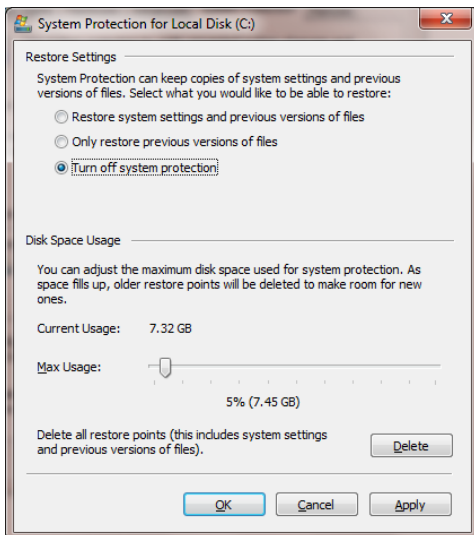 System Protection for Local Disk (C:)
Restore Settings
System Protection can keep copies of system settings and previous
versions of files. Select what you would like to be able to restore:
Restore system settings and previous versions of files
Only restore previous versions of files
Turn off system protection
Disk Space Usage
You can adjust the maximum disk space used for system protection. As
space fills up, older restore points will be deleted to make room for new
ones.
Current Usage: 7.32 GB
Max Usage:
5% (7.45 GB)
Delete all restore points (this includes system settings
and previous versions of files).
Delete
OK Cancel Apply